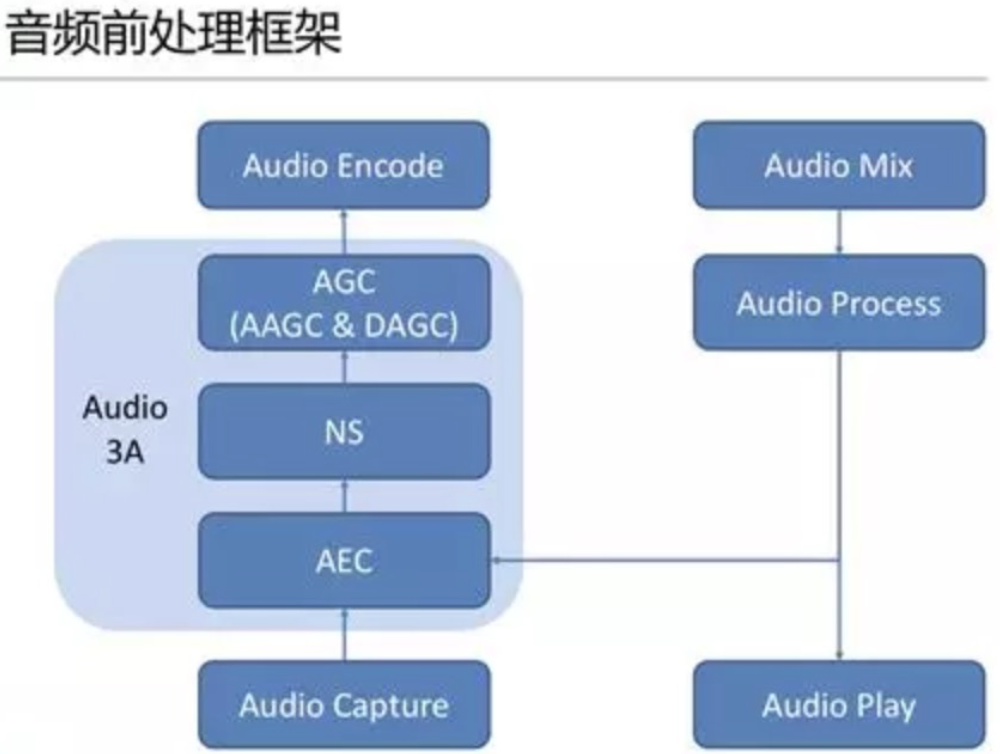 音频前处理框架
Audio Encode
Audio Mix
AGC
(AAGC & DAGC)
Audio Process
Audio
3A
NS
AEC
Audio Capture
Audio Play